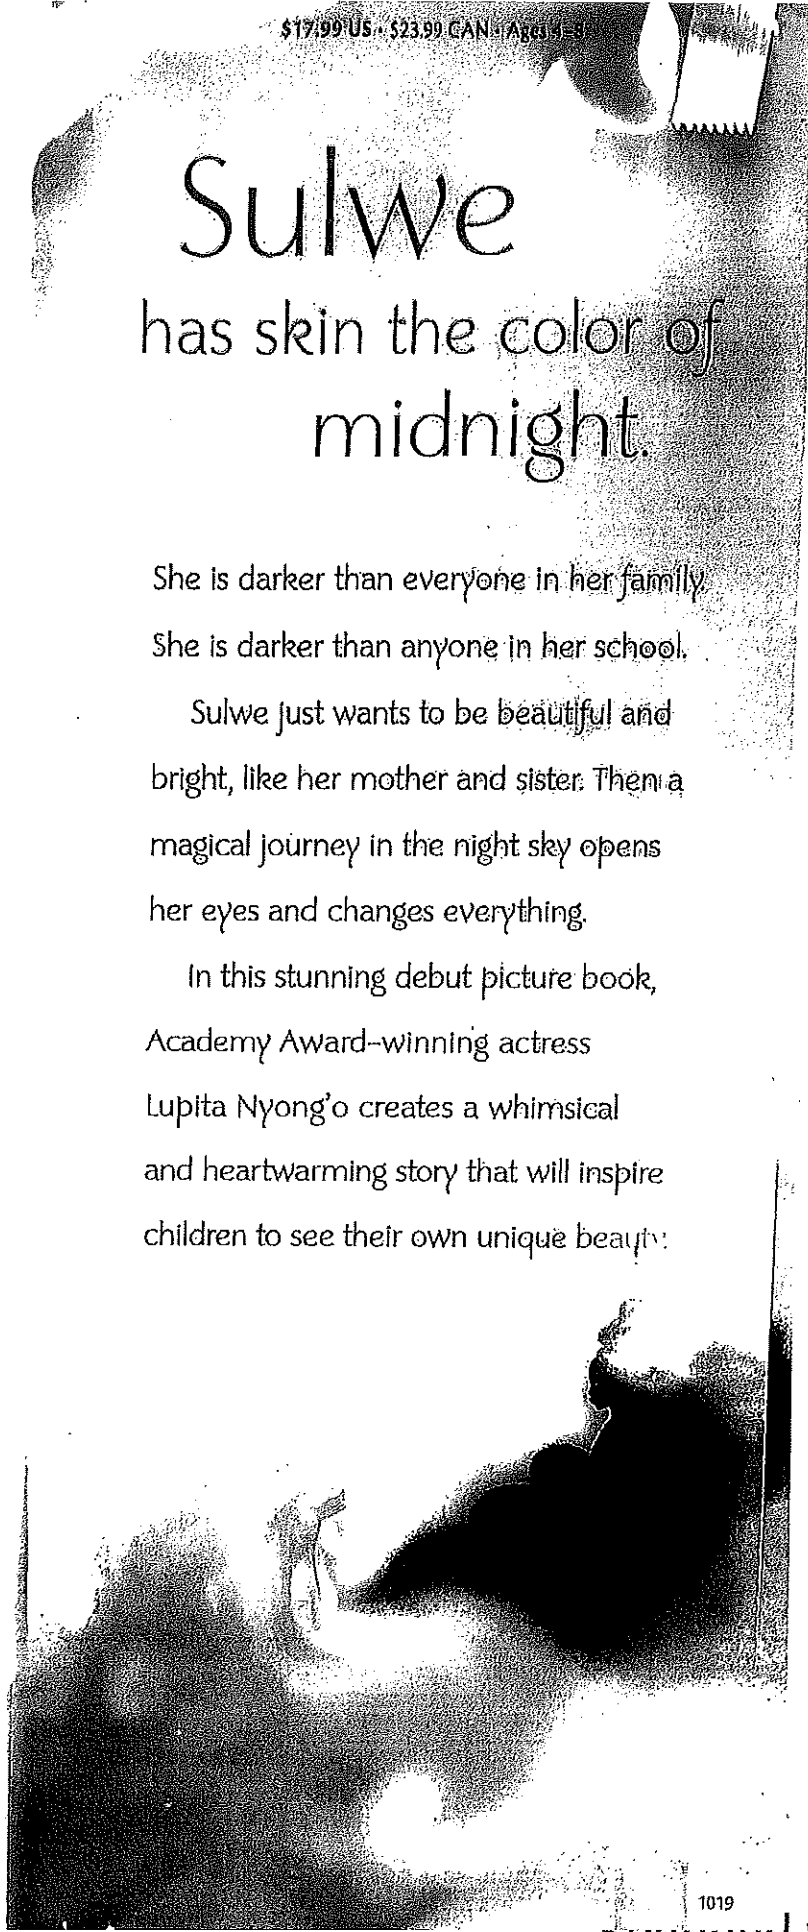 $17.99 US • $23.99 CAN • Ages 4–8
Sulwe
has skin the color of
midnight.
She is darker than everyone in her family.
She is darker than anyone in her school.
Sulwe just wants to be beautiful and
bright, like her mother and sister. Then a
magical journey in the night sky opens
her eyes and changes everything.
In this stunning debut picture book,
Academy Award–winning actress
Lupita Nyong’o creates a whimsical
and heartwarming story that will inspire
children to see their own unique beauty.
1019